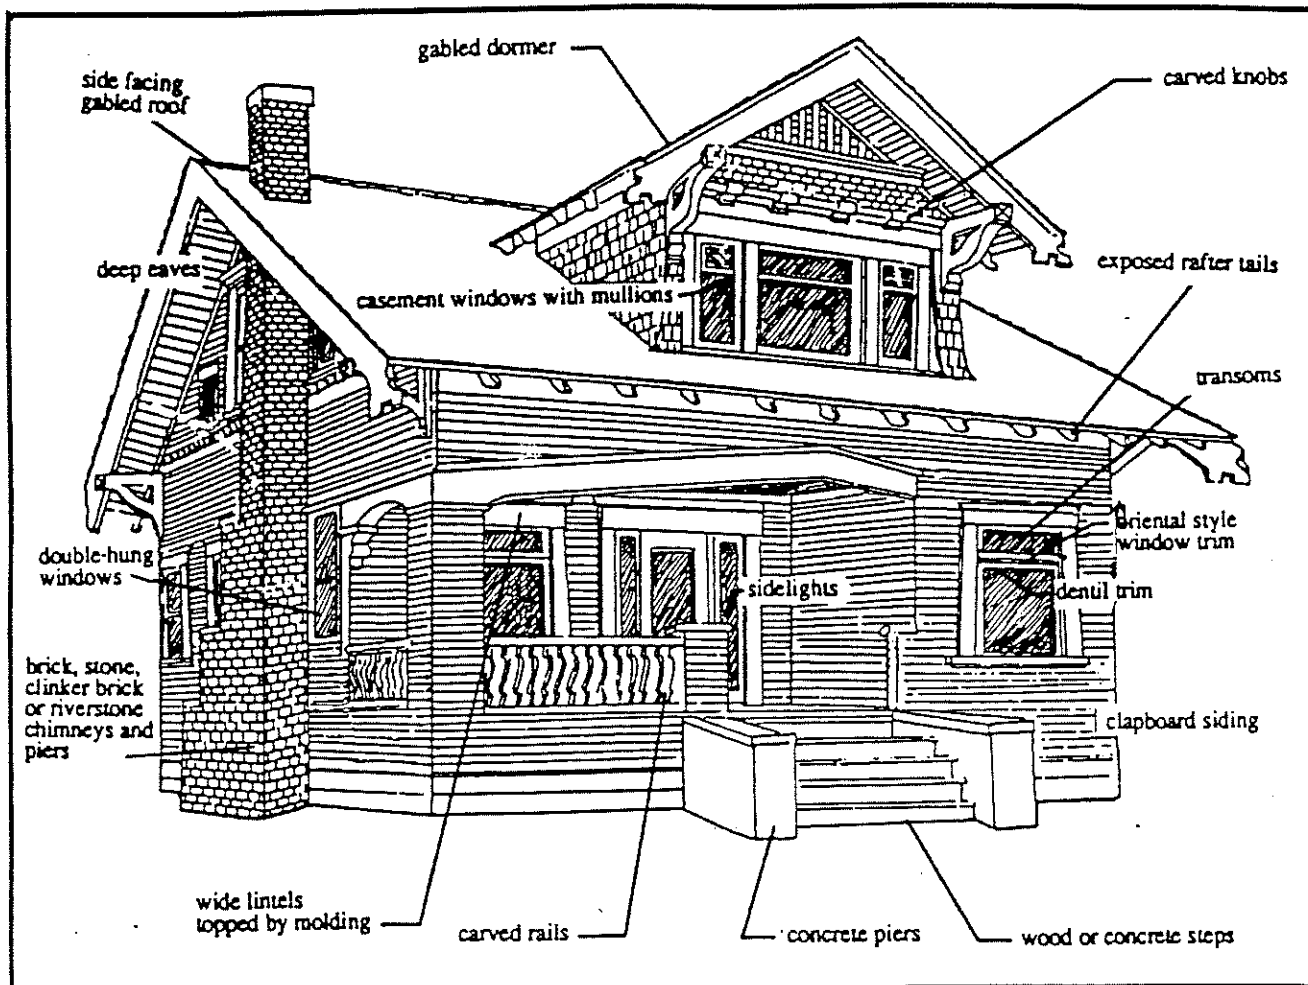 gabled dormer
carved knobs
side facing
gabled roof
deep eaves
casement windows with mullions
exposed rafter tails
transoms
oriental style
window trim
double-hung
windows
sidelights
dentil trim
brick, stone,
clinker brick
or riverstone
chimneys and
piers
clapboard siding
wide lintels
topped by molding
carved rails
concrete piers
wood or concrete steps